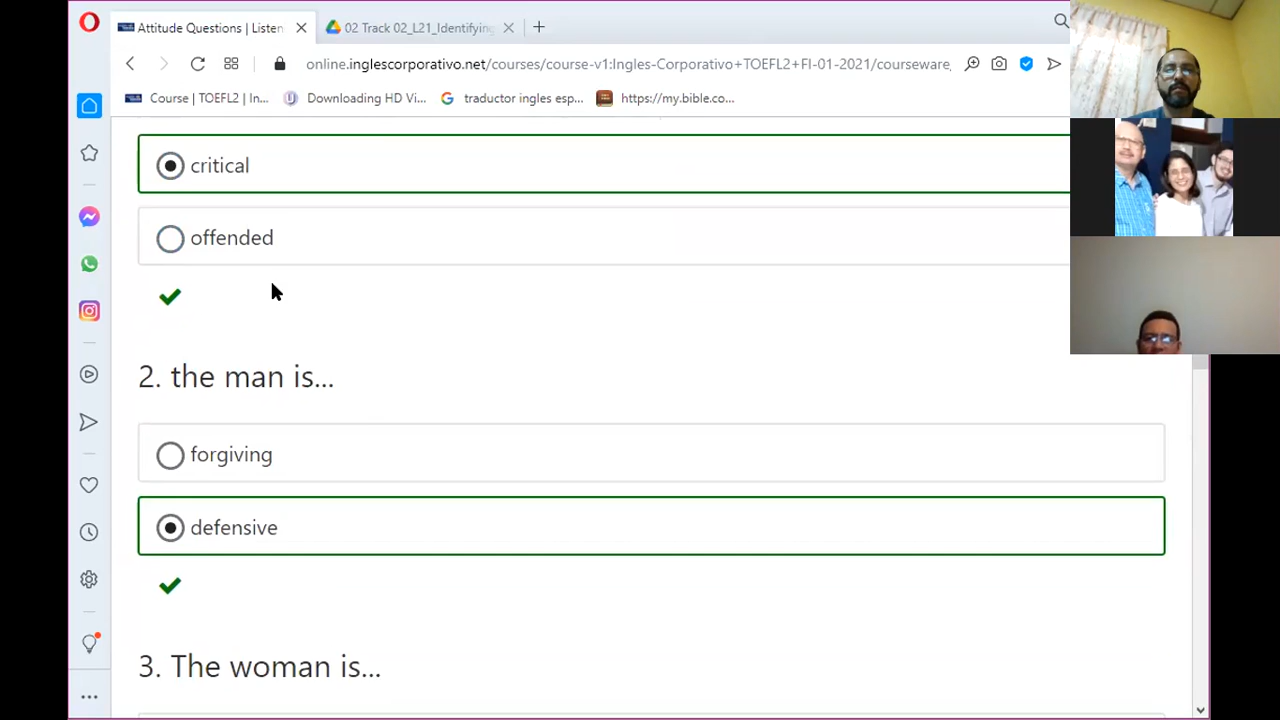 Attitude Questions | Listen
02 Track 02_L21_Identifying
online.inglescorporativo.net/courses/course-v1:Ingles-Corporativo+TOEFL2+FI-01-2021/courseware,
Course | TOEFL2 | In...
Downloading HD Vi...
traductor ingles esp...
https://my.bible.co...
critical
offended
2. the man is...
forgiving
defensive
3. The woman is...